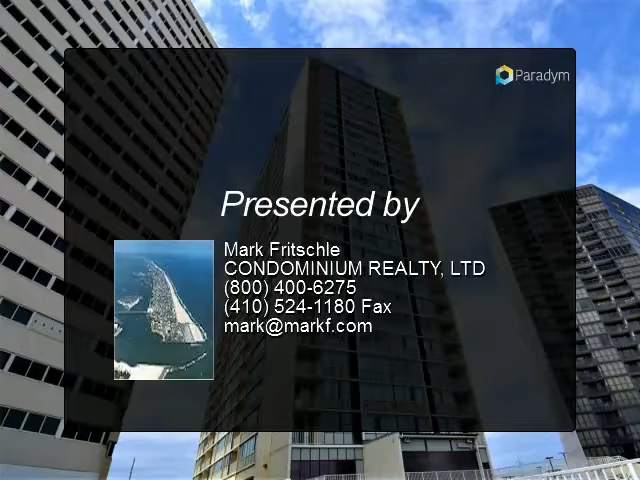 Paradym
Presented by
Mark Fritschle
CONDOMINIUM REALTY, LTD
(800) 400-6275
(410) 524-1180 Fax
mark@markf.com